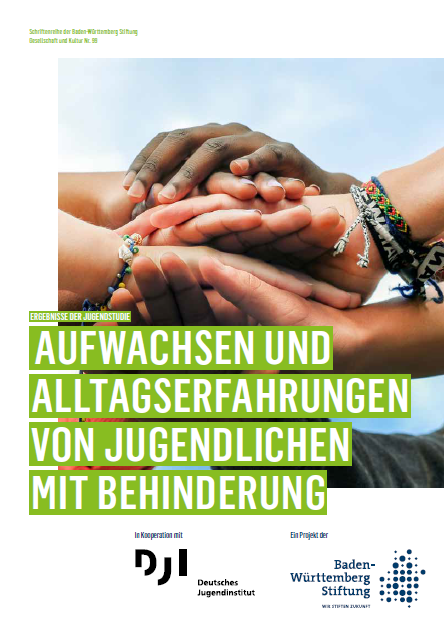 Schriftenreihe der Baden-Württemberg Stiftung
Gesellschaft und Kultur Nr. 99
ERGEBNISSE DER JUGENDSTUDIE
AUFWACHSEN UND
ALLTAGSERFAHRUNGEN
VON JUGENDLICHEN
MIT BEHINDERUNG
In Kooperation mit
Ein Projekt der
DJI
Deutsches
Jugendinstitut
Baden-
Württemberg
Stiftung
WIR STIFTEN ZUKUNFT